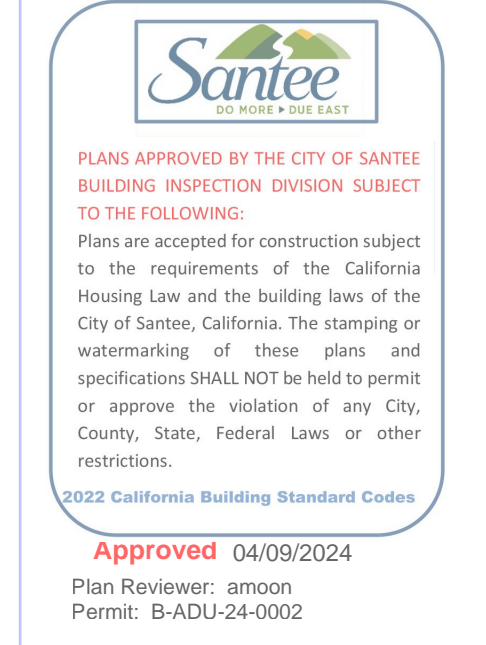 Santee
DO MORE ▸ DUE EAST
PLANS APPROVED BY THE CITY OF SANTEE
BUILDING INSPECTION DIVISION SUBJECT
TO THE FOLLOWING:
Plans are accepted for construction subject
to the requirements of the California
Housing Law and the building laws of the
City of Santee, California. The stamping or
watermarking of these plans and
specifications SHALL NOT be held to permit
or approve the violation of any City,
County, State, Federal Laws or other
restrictions.
2022 California Building Standard Codes
Approved 04/09/2024
Plan Reviewer: amoon
Permit: B-ADU-24-0002